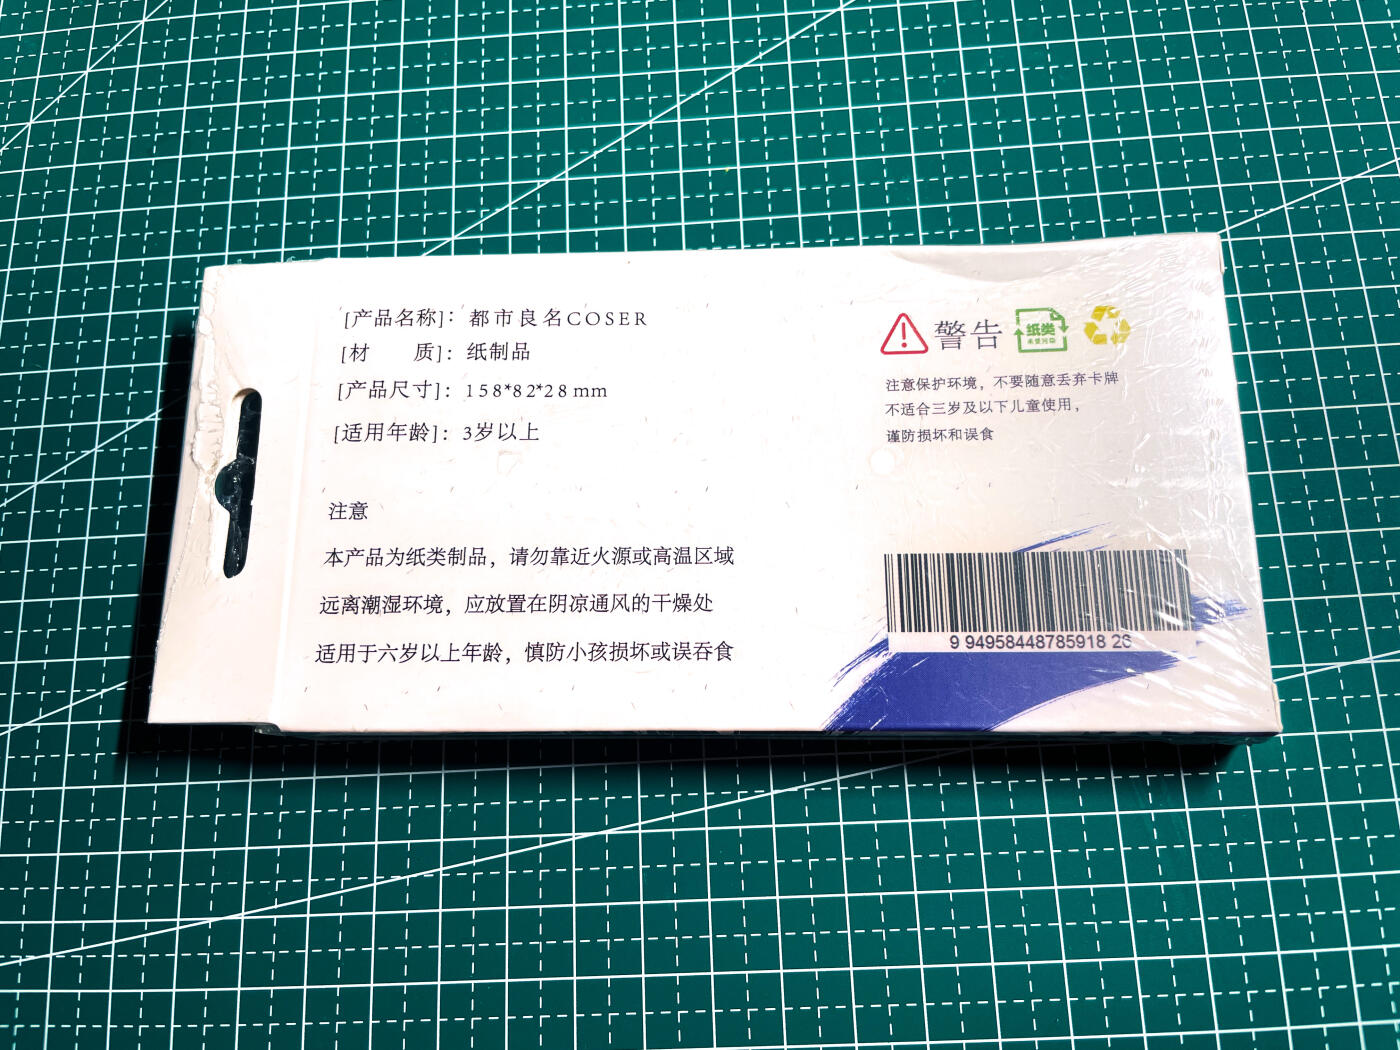 [产品名称]：都市良名COSER
[材　　质]：纸制品
[产品尺寸]：158*82*28mm
[适用年龄]：3岁以上
注意
本产品为纸类制品，请勿靠近火源或高温区域
远离潮湿环境，应放置在阴凉通风的干燥处
适用于六岁以上年龄，慎防小孩损坏或误吞食
警告
纸类
未受污染
注意保护环境，不要随意丢弃卡牌
不适合三岁及以下儿童使用，
谨防损坏和误食
9 94958448785918